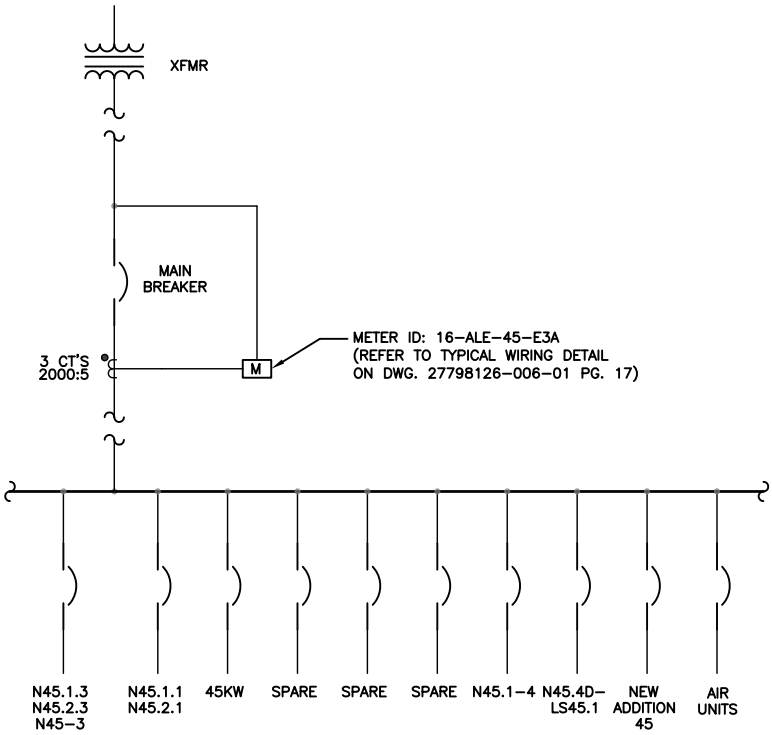 XFMR
MAIN
BREAKER
3 CT'S
2000:5
M
METER ID: 16-ALE-45-E3A
(REFER TO TYPICAL WIRING DETAIL
ON DWG. 27798126-006-01 PG. 17)
N45.1.3
N45.2.3
N45-3
N45.1.1
N45.2.1
45KW
SPARE
SPARE
SPARE
N45.1-4
N45.4D-
LS45.1
NEW
ADDITION
45
AIR
UNITS